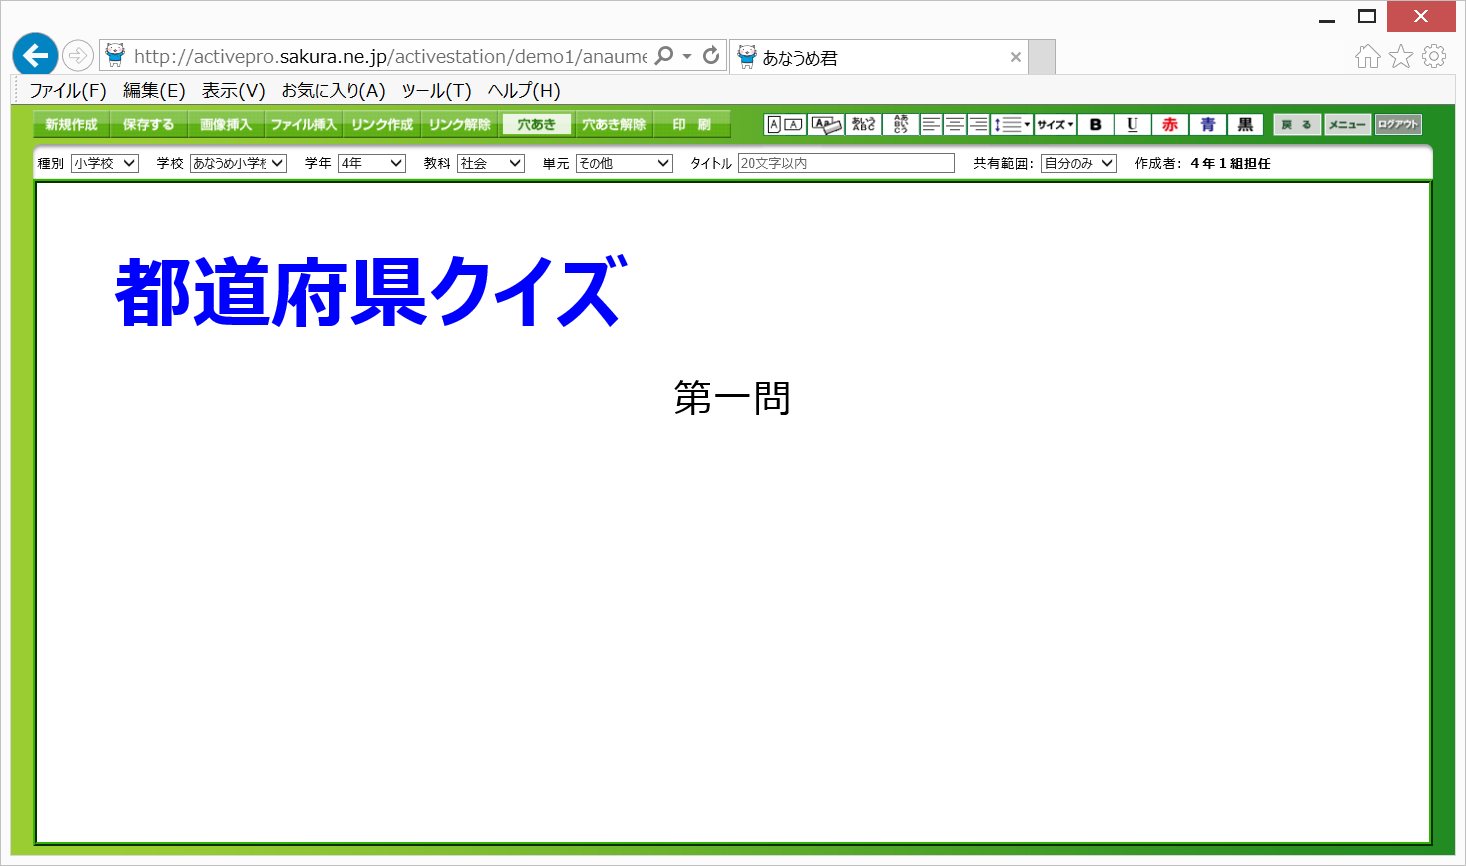 http://activepro.sakura.ne.jp/activestation/demo1/anaume
あなうめ君
ファイル(F) 編集(E) 表示(V) お気に入り(A) ツール(T) ヘルプ(H)
新規作成 保存する 画像挿入 ファイル挿入 リンク作成 リンク解除 穴あき 穴あき解除 印 刷 A A サイズ B U 赤 青 黒 戻 る メニュー ログアウト
種別 小学校 学校 あなうめ小学校 学年 4年 教科 社会 単元 その他 タイトル 20文字以内 共有範囲: 自分のみ 作成者: 4年1組担任
都道府県クイズ
第一問